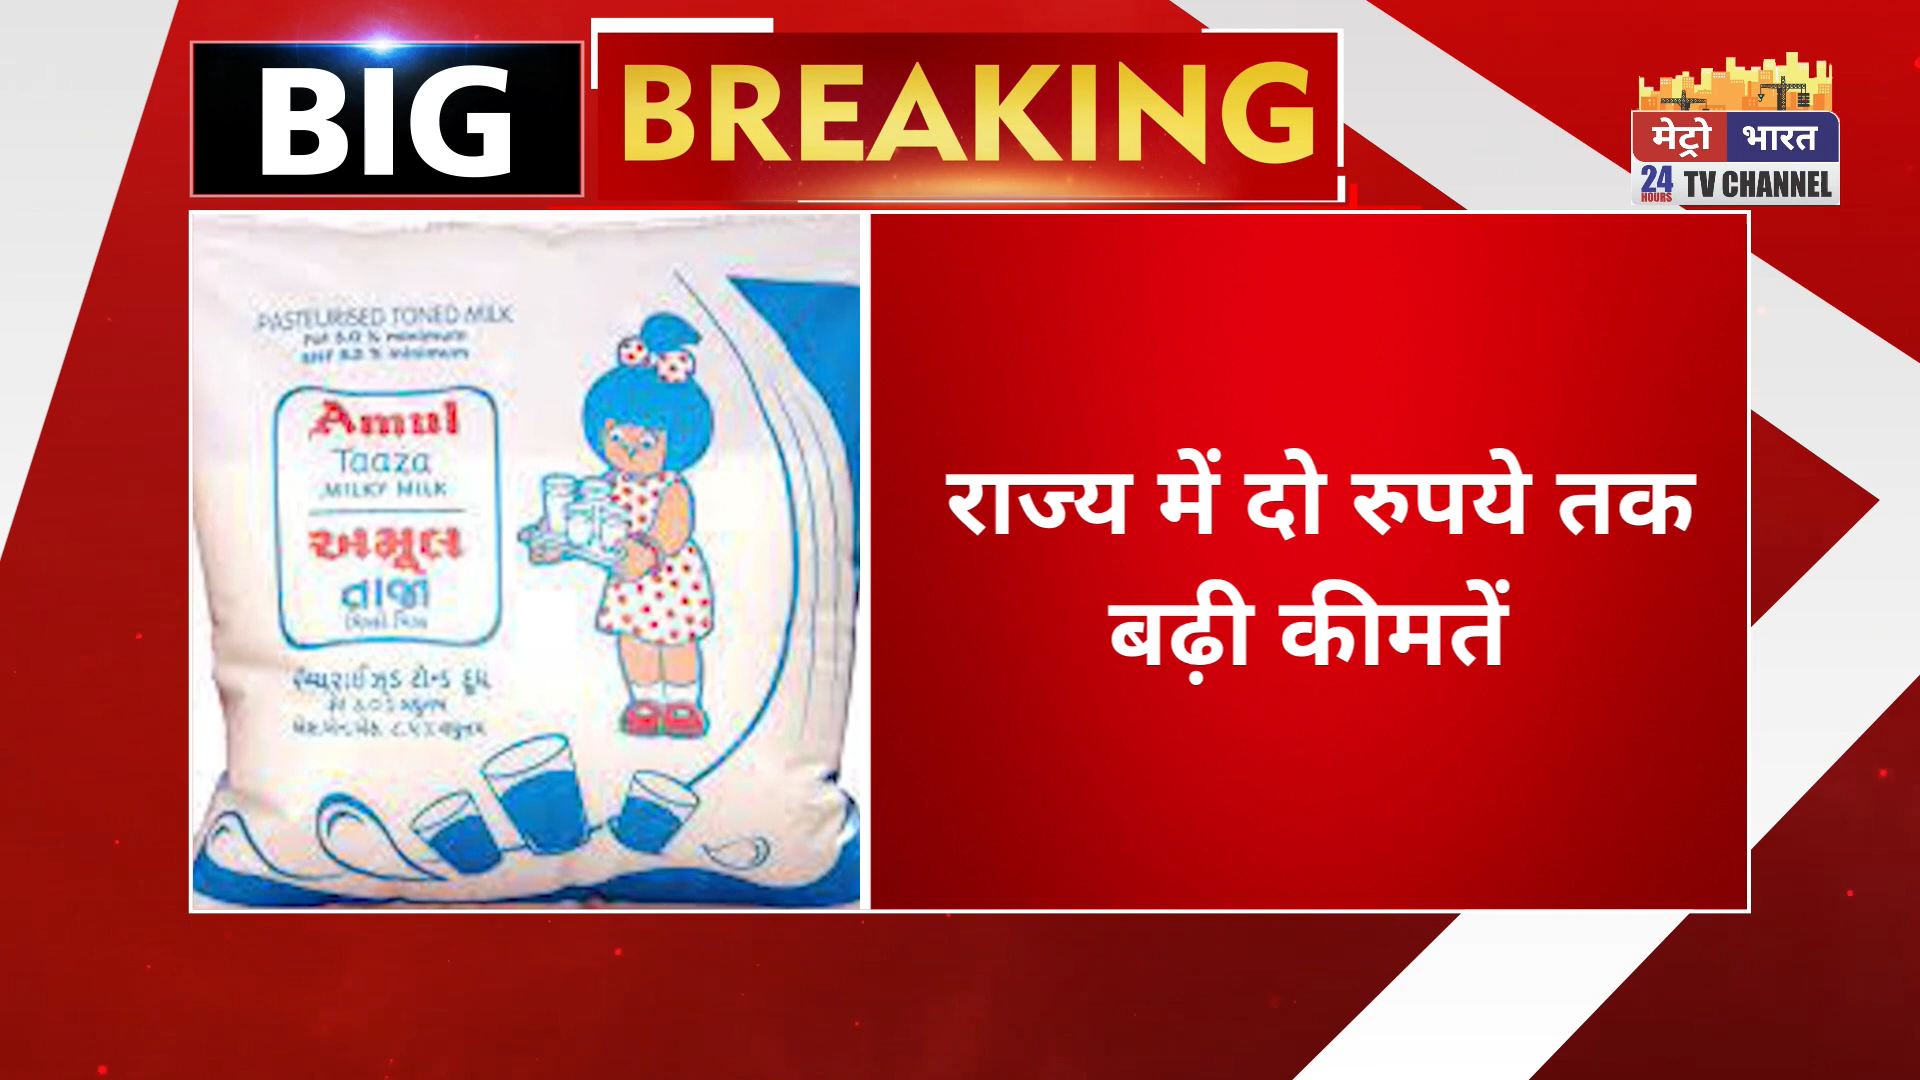 BIG BREAKING
मेट्रो भारत
24 HOURS TV CHANNEL
PASTEURISED TONED MILK
Amul
Taaza
MILKY MILK
અમૂલ
તાજા
राज्य में दो रुपये तक
बढ़ी कीमतें